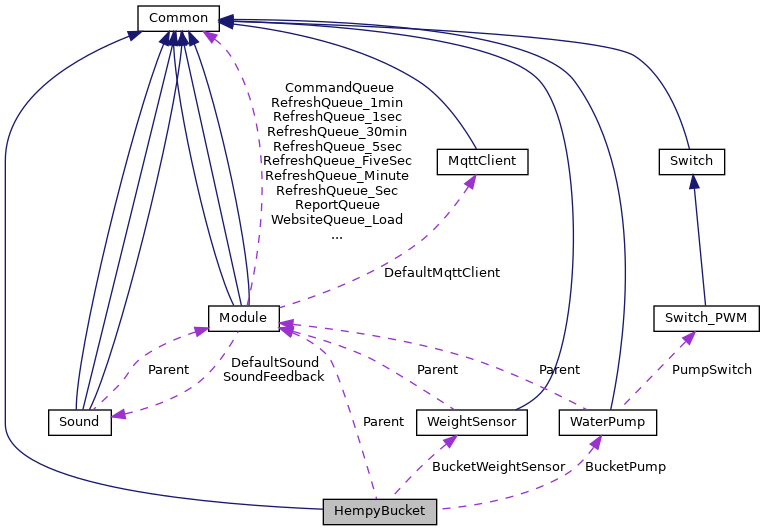 Common
CommandQueue
RefreshQueue_1min
RefreshQueue_1sec
RefreshQueue_30min
RefreshQueue_5sec
RefreshQueue_FiveSec
RefreshQueue_Minute
RefreshQueue_Sec
ReportQueue
WebsiteQueue_Load
...
MqttClient
Switch
DefaultMqttClient
Module
Switch_PWM
Parent
DefaultSound
SoundFeedback
Parent
Parent
PumpSwitch
Sound
Parent
WeightSensor
WaterPump
BucketWeightSensor
BucketPump
HempyBucket